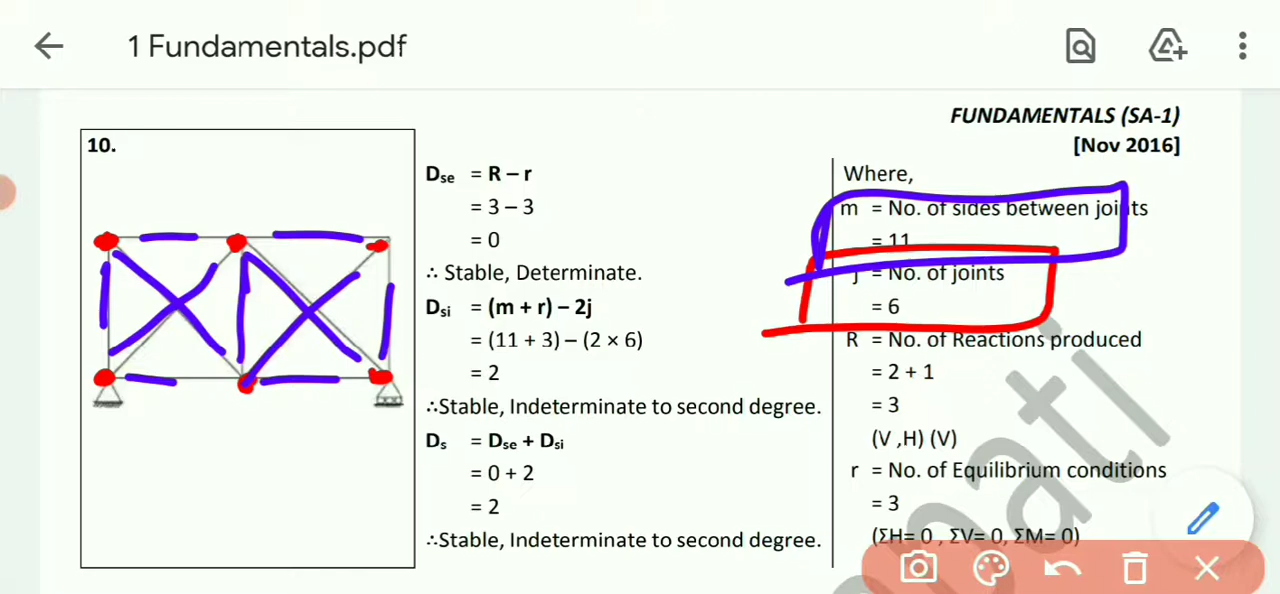 1 Fundamentals.pdf
FUNDAMENTALS (SA-1)
[Nov 2016]
10.
Dse = R – r
= 3 – 3
= 0
∴ Stable, Determinate.
Dsi = (m + r) – 2j
= (11 + 3) – (2 × 6)
= 2
∴Stable, Indeterminate to second degree.
Ds = Dse + Dsi
= 0 + 2
= 2
∴Stable, Indeterminate to second degree.
Where,
m = No. of sides between joints
= 11
j = No. of joints
= 6
R = No. of Reactions produced
= 2 + 1
= 3
(V ,H) (V)
r = No. of Equilibrium conditions
= 3
(ΣH= 0 , ΣV= 0, ΣM= 0)